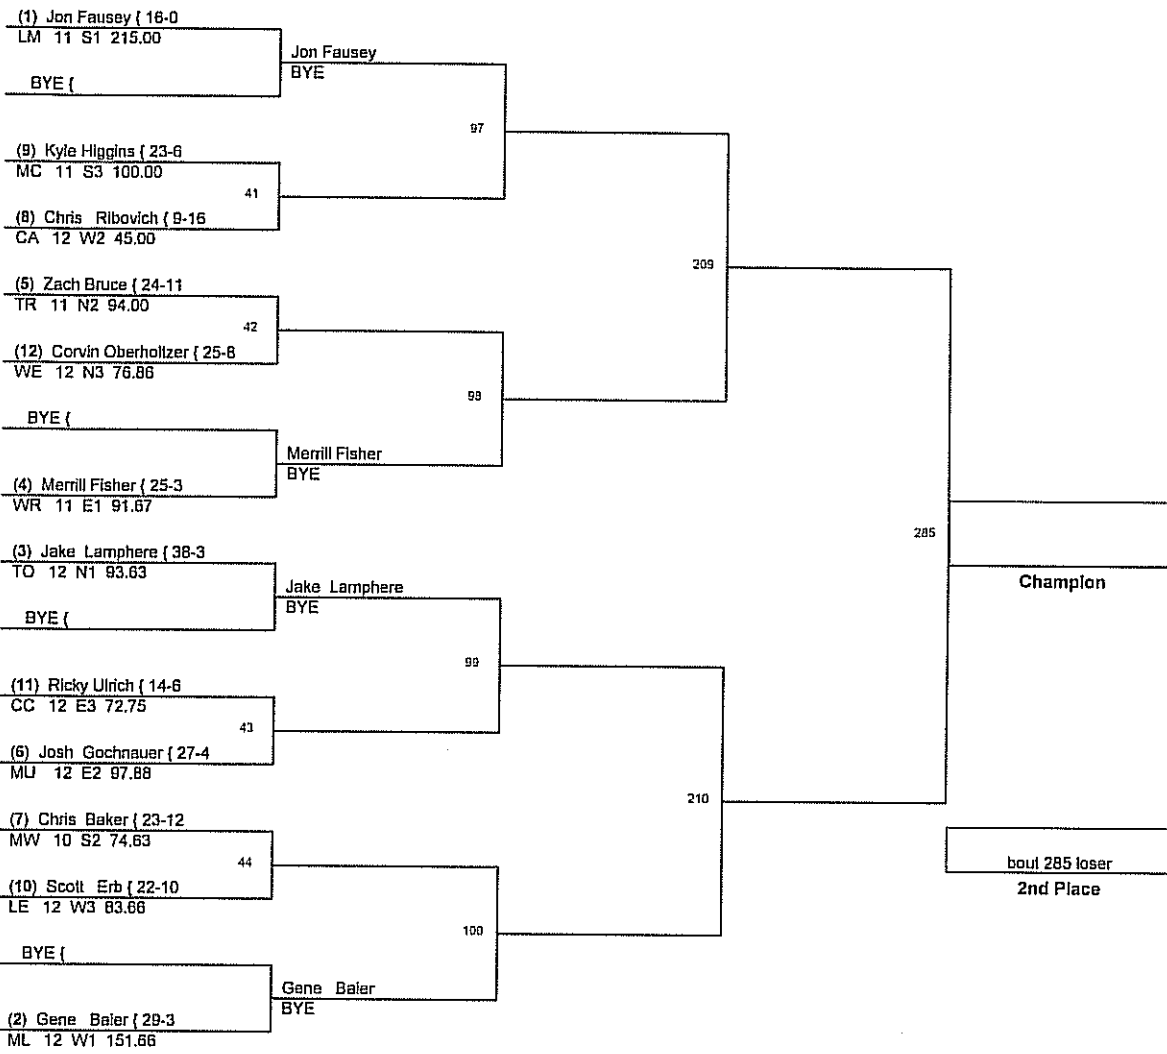 (1) Jon Fausey { 16-0
LM 11 S1 215.00
Jon Fausey
BYE
BYE {
97
(9) Kyle Higgins { 23-6
MC 11 S3 100.00
41
(8) Chris Ribovich { 9-16
CA 12 W2 45.00
209
(5) Zach Bruce { 24-11
TR 11 N2 94.00
42
(12) Corvin Oberholtzer { 25-8
WE 12 N3 76.86
98
BYE {
Merrill Fisher
BYE
(4) Merrill Fisher { 25-3
WR 11 E1 91.67
285
Champion
(3) Jake Lamphere { 38-3
TO 12 N1 93.63
Jake Lamphere
BYE
BYE {
99
(11) Ricky Ulrich { 14-6
CC 12 E3 72.75
43
(6) Josh Gochnauer { 27-4
MU 12 E2 97.88
210
(7) Chris Baker { 23-12
MW 10 S2 74.63
44
(10) Scott Erb { 22-10
LE 12 W3 83.66
bout 285 loser
2nd Place
100
BYE {
Gene Baier
BYE
(2) Gene Baier { 29-3
ML 12 W1 151.66